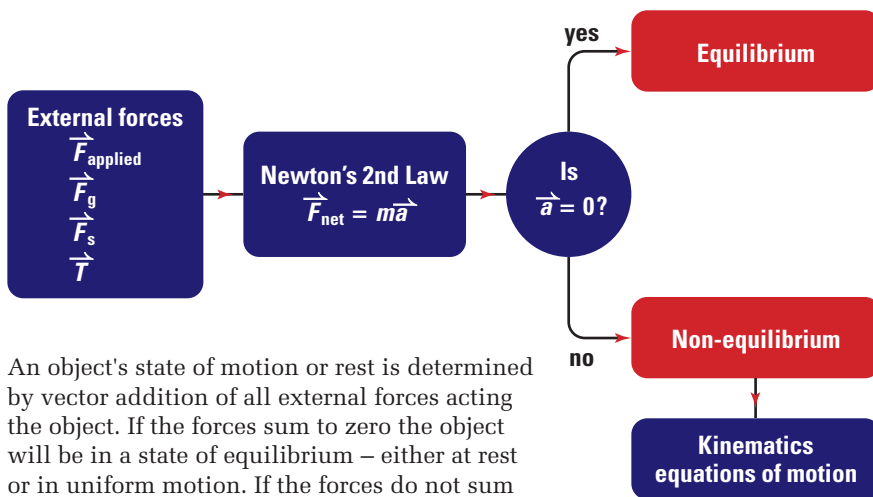 External forces
F applied
F g
F s
T
Newton's 2nd Law
F net = ma
Is
a = 0?
yes
Equilibrium
no
Non-equilibrium
Kinematics
equations of motion
An object's state of motion or rest is determined
by vector addition of all external forces acting
the object. If the forces sum to zero the object
will be in a state of equilibrium – either at rest
or in uniform motion. If the forces do not sum